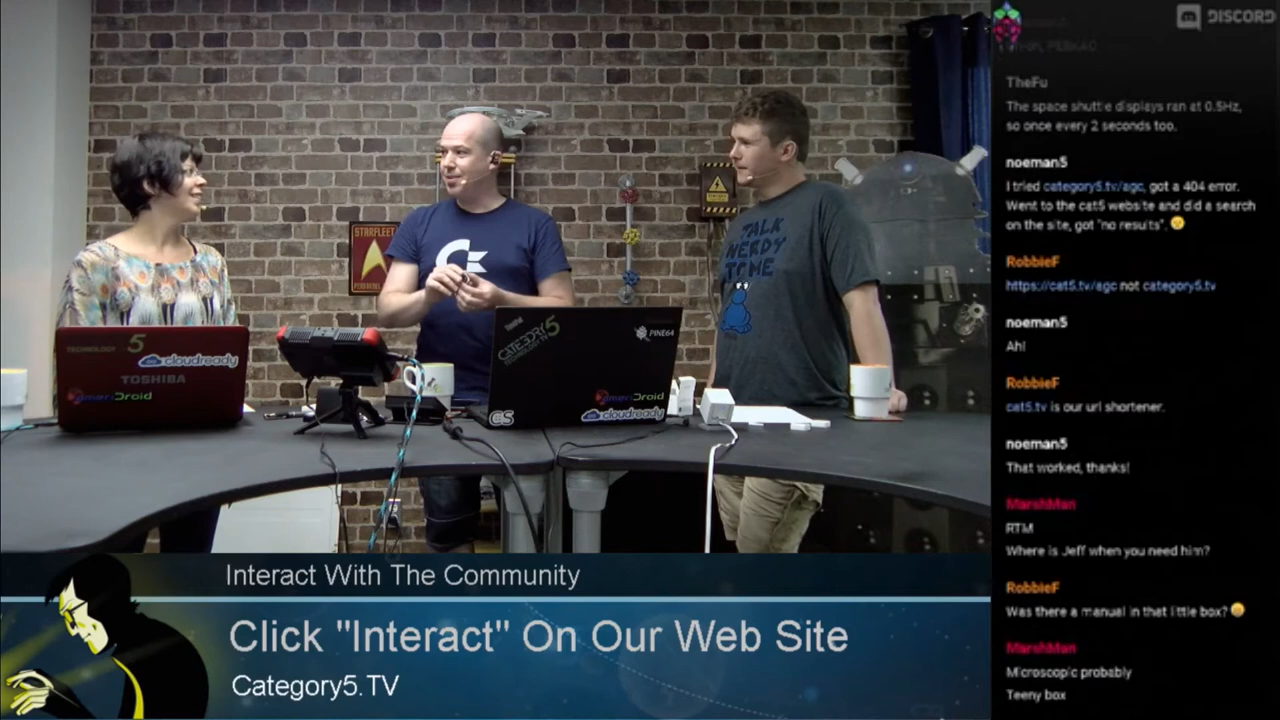 DISCORD
TheFu
The space shuttle displays ran at 0.5Hz,
so once every 2 seconds too.
noeman5
I tried category5.tv/agc, got a 404 error.
Went to the cat5 website and did a search
on the site, got "no results".
RobbieF
https://cat5.tv/agc not category5.tv
noeman5
Ah!
RobbieF
cat5.tv is our url shortener.
noeman5
That worked, thanks!
MarshMan
RTM
Where is Jeff when you need him?
RobbieF
Was there a manual in that little box?
MarshMan
Microscopic probably
Teeny box
STARFLEET
TALK
NERDY
TO ME
TECHNOLOGY 5
cloudready
TOSHIBA
ameriDroid
CATEGORY5
TECHNOLOGY TV
PINE64
ameriDroid
cloudready
CS
Interact With The Community
Click "Interact" On Our Web Site
Category5.TV